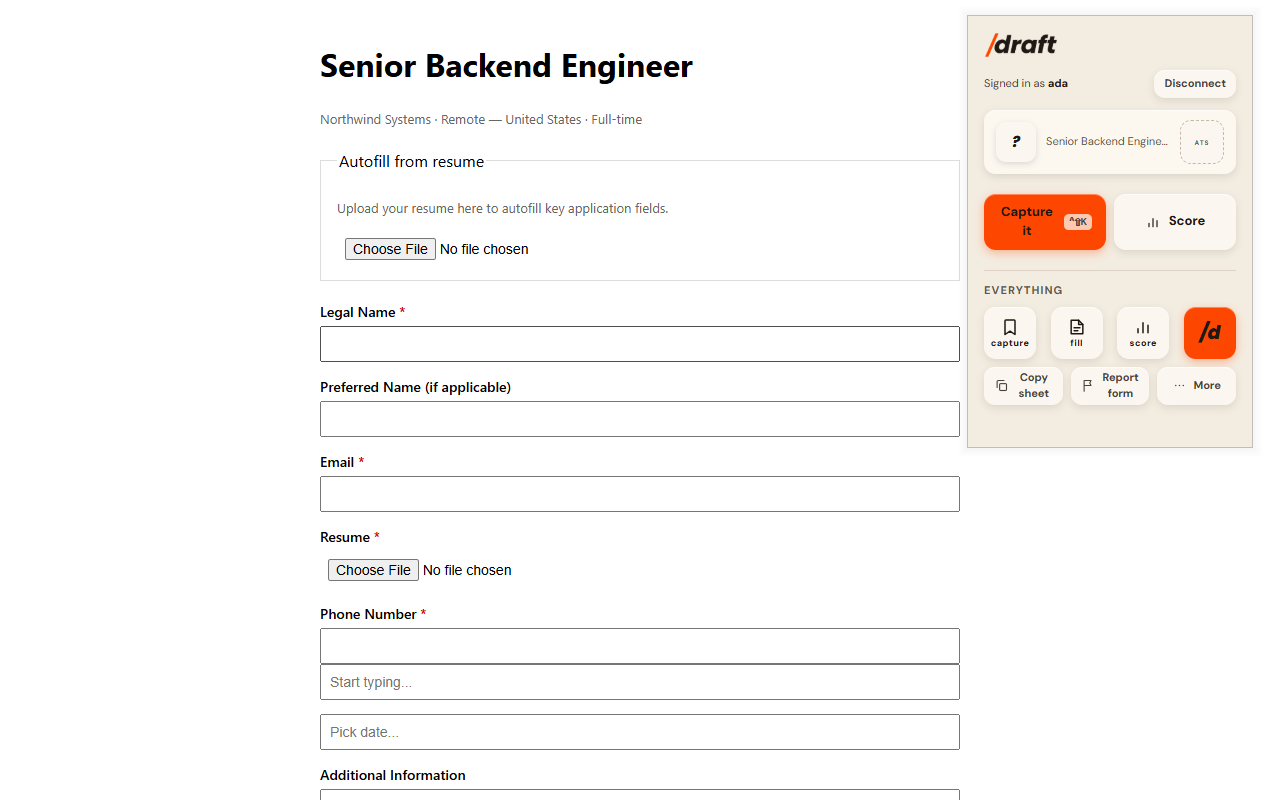 Senior Backend Engineer
Northwind Systems · Remote — United States · Full-time
Autofill from resume
Upload your resume here to autofill key application fields.
Choose File No file chosen
Legal Name *
Preferred Name (if applicable)
Email *
Resume *
Choose File No file chosen
Phone Number *
Start typing...
Pick date...
Additional Information
/draft
Signed in as ada
Disconnect
?
Senior Backend Engine...
ATS
Capture
it
^⇧K
Score
EVERYTHING
capture
fill
score
/d
Copy
sheet
Report
form
More